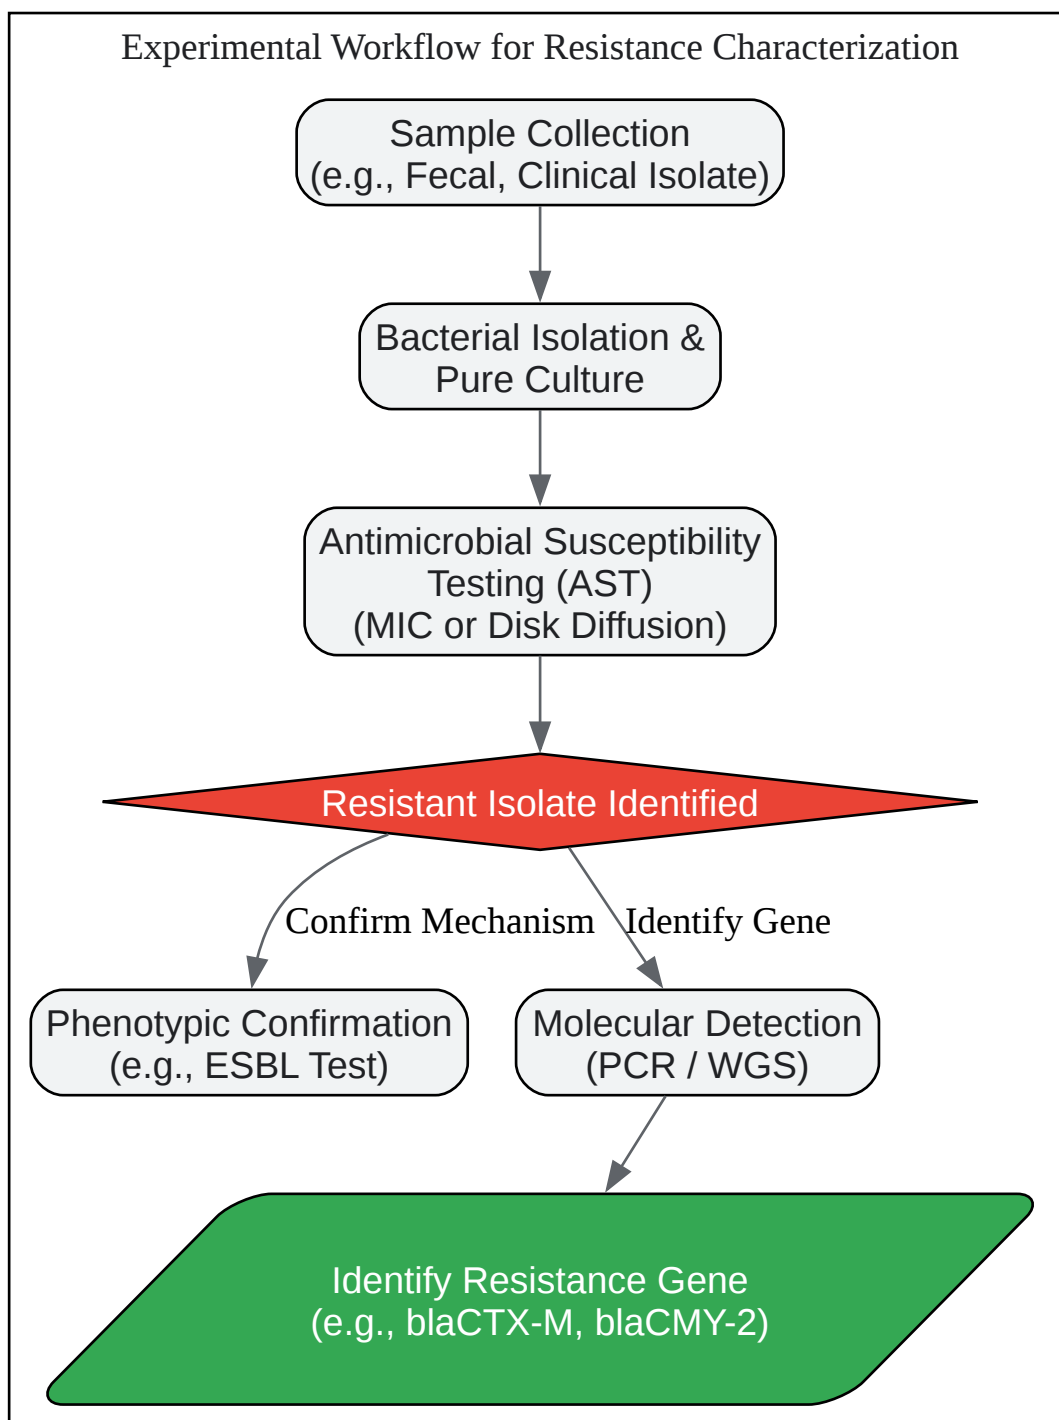 Experimental Workflow for Resistance Characterization
Sample Collection
(e.g., Fecal, Clinical Isolate)
Bacterial Isolation &
Pure Culture
Antimicrobial Susceptibility
Testing (AST)
(MIC or Disk Diffusion)
Resistant Isolate Identified
Confirm Mechanism
Identify Gene
Phenotypic Confirmation
(e.g., ESBL Test)
Molecular Detection
(PCR / WGS)
Identify Resistance Gene
(e.g., blaCTX-M, blaCMY-2)